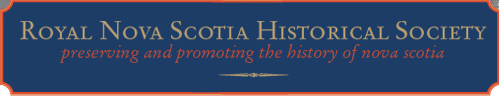 Royal Nova Scotia Historical Society
preserving and promoting the history of nova scotia